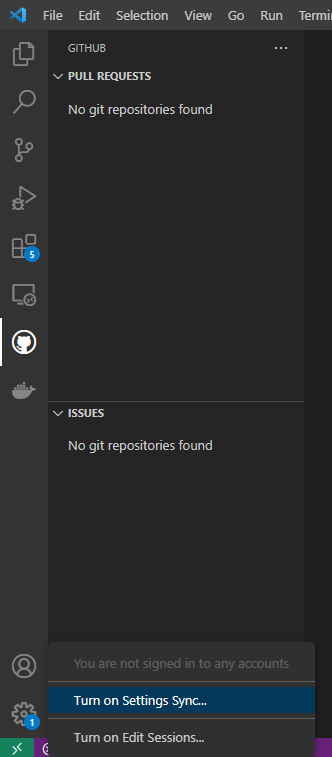 File Edit Selection View Go Run
GITHUB
PULL REQUESTS
No git repositories found
5
ISSUES
No git repositories found
You are not signed in to any accounts
Turn on Settings Sync...
1
Turn on Edit Sessions...